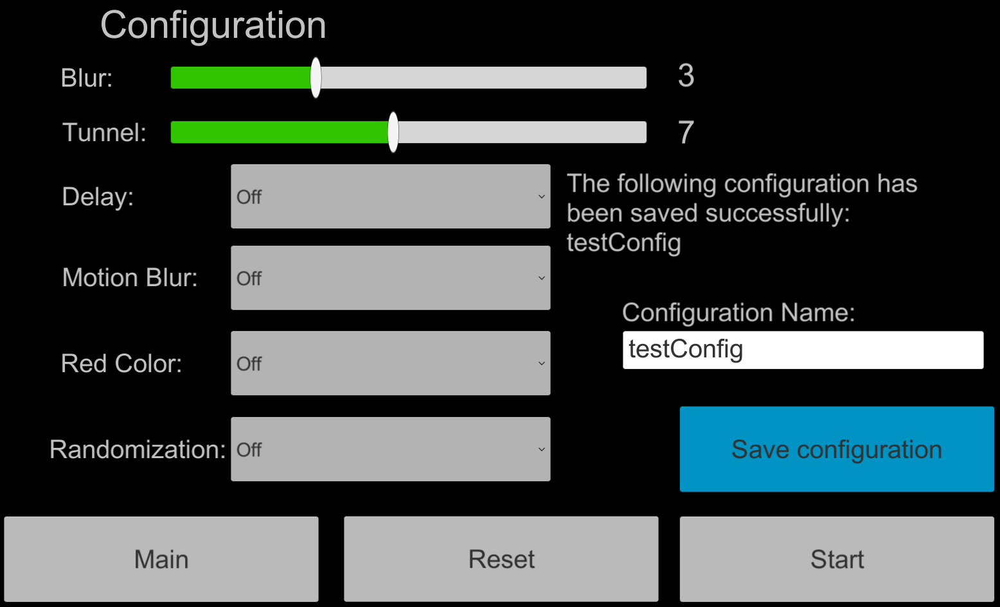 Configuration
Blur:
3
Tunnel:
7
Delay:
Off
The following configuration has
been saved successfully:
testConfig
Motion Blur:
Off
Configuration Name:
testConfig
Red Color:
Off
Randomization:
Off
Save configuration
Main
Reset
Start